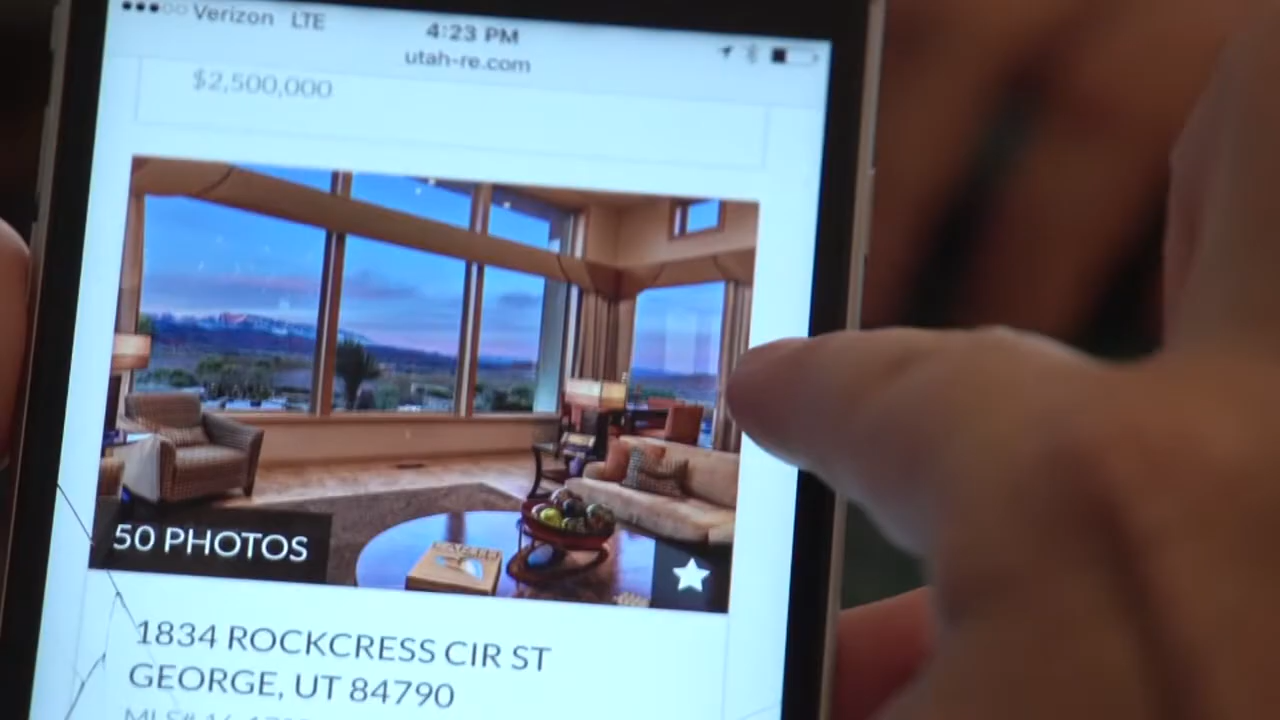 Verizon LTE
4:23 PM
utah-re.com
$2,500,000
50 PHOTOS
1834 ROCKCRESS CIR ST
GEORGE, UT 84790
MLS#